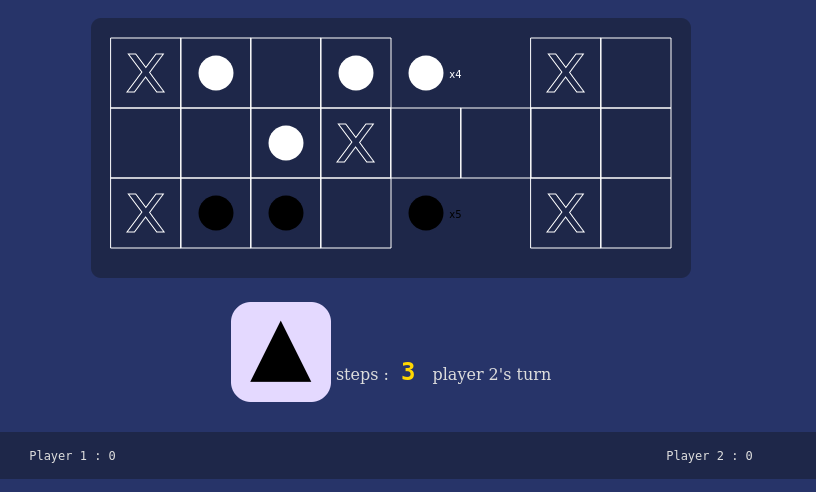 X X
x4
X
X X
x5
steps : 3 player 2's turn
Player 1 : 0 Player 2 : 0